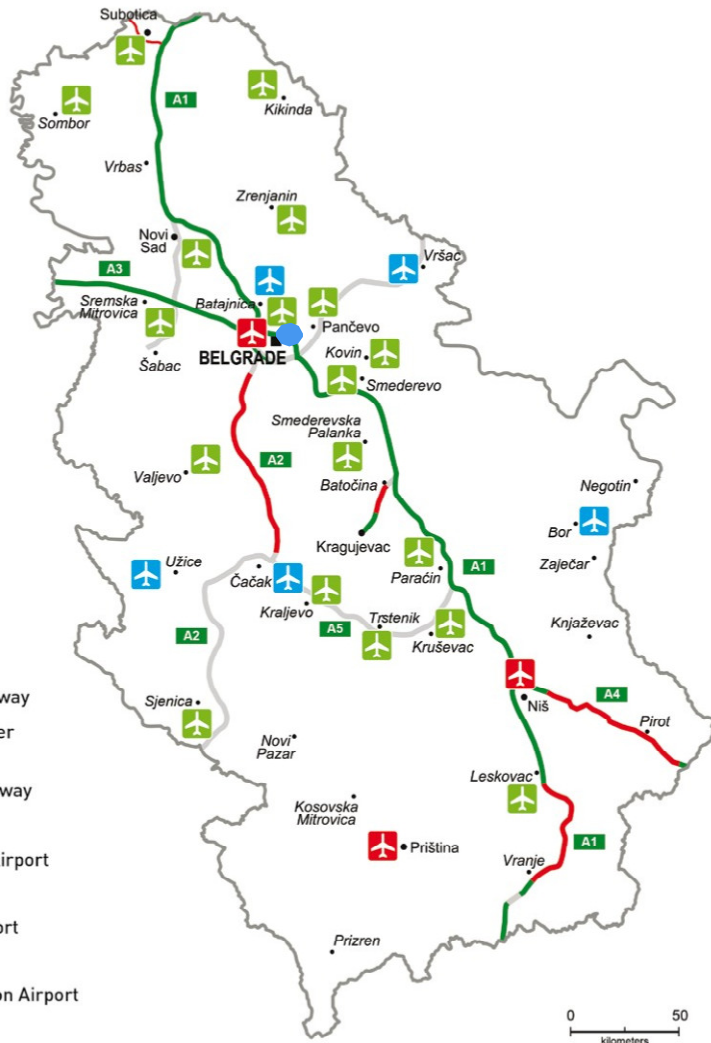 Subotica
A1
Kikinda
Sombor
Vrbas
Zrenjanin
Novi
Sad
Vršac
A3
Sremska
Mitrovica
Batajnica
Pančevo
Šabac
BELGRADE
Kovin
Smederevo
Smederevska
Palanka
A2
Valjevo
Batočina
Negotin
Bor
Kragujevac
Zaječar
Užice
Čačak
Paraćin
A1
Kraljevo
Trstenik
A5
Kruševac
Knjaževac
A2
Sjenica
Niš
A4
Pirot
way
er
Novi
Pazar
way
Leskovac
Kosovska
Mitrovica
A1
Airport
Priština
Vranje
ort
Prizren
on Airport
0 50
kilometers